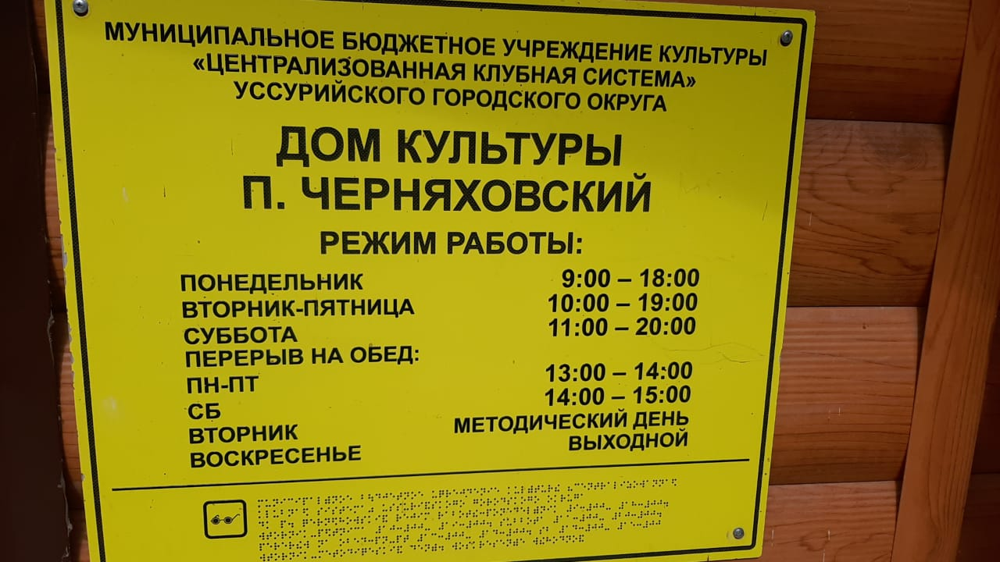 МУНИЦИПАЛЬНОЕ БЮДЖЕТНОЕ УЧРЕЖДЕНИЕ КУЛЬТУРЫ
«ЦЕНТРАЛИЗОВАННАЯ КЛУБНАЯ СИСТЕМА»
УССУРИЙСКОГО ГОРОДСКОГО ОКРУГА
ДОМ КУЛЬТУРЫ
П. ЧЕРНЯХОВСКИЙ
РЕЖИМ РАБОТЫ:
ПОНЕДЕЛЬНИК 9:00 – 18:00
ВТОРНИК-ПЯТНИЦА 10:00 – 19:00
СУББОТА 11:00 – 20:00
ПЕРЕРЫВ НА ОБЕД:
ПН-ПТ 13:00 – 14:00
СБ 14:00 – 15:00
ВТОРНИК МЕТОДИЧЕСКИЙ ДЕНЬ
ВОСКРЕСЕНЬЕ ВЫХОДНОЙ